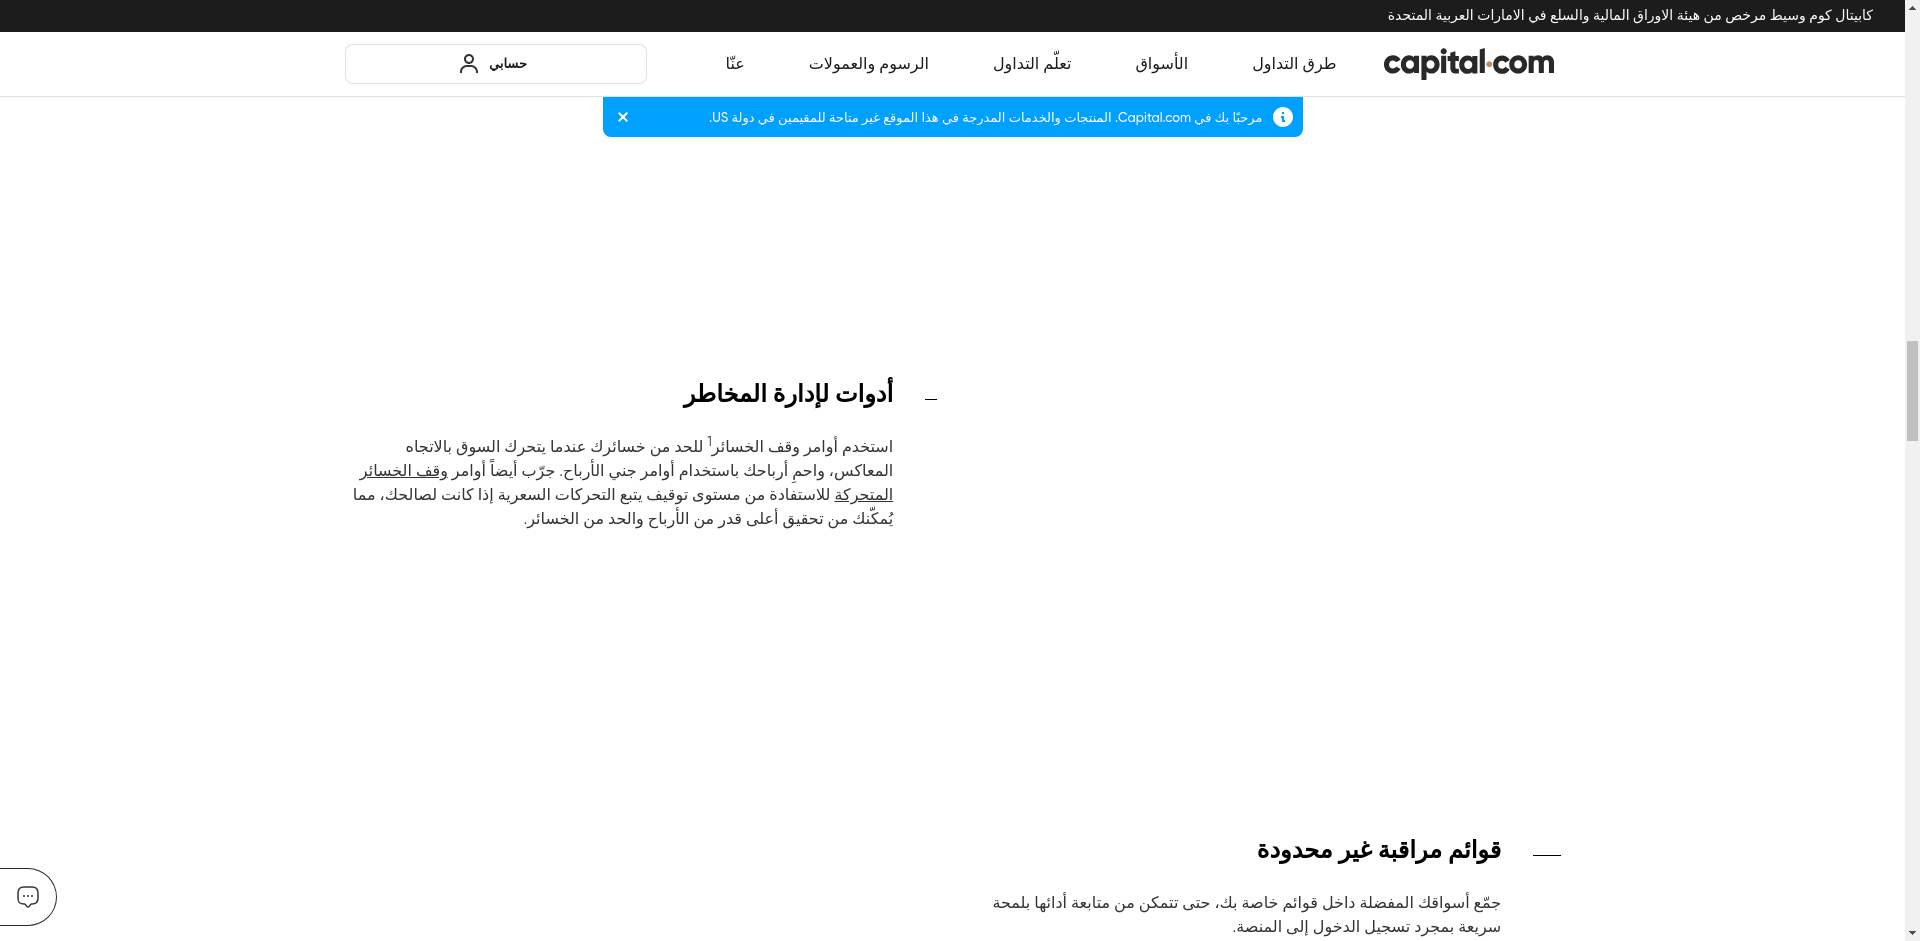 كابيتال كوم وسيط مرخص من هيئة الاوراق المالية والسلع في الامارات العربية المتحدة
capital.com
طرق التداول
الأسواق
تعلّم التداول
الرسوم والعمولات
عنّا
حسابي
مرحبًا بك في Capital.com. المنتجات والخدمات المدرجة في هذا الموقع غير متاحة للمقيمين في دولة US.
أدوات لإدارة المخاطر
استخدم أوامر وقف الخسائر1 للحد من خسائرك عندما يتحرك السوق بالاتجاه
المعاكس، واحمِ أرباحك باستخدام أوامر جني الأرباح. جرّب أيضاً أوامر وقف الخسائر
المتحركة للاستفادة من مستوى توقيف يتبع التحركات السعرية إذا كانت لصالحك، مما
يُمكّنك من تحقيق أعلى قدر من الأرباح والحد من الخسائر.
قوائم مراقبة غير محدودة
جمّع أسواقك المفضلة داخل قوائم خاصة بك، حتى تتمكن من متابعة أدائها بلمحة
سريعة بمجرد تسجيل الدخول إلى المنصة.